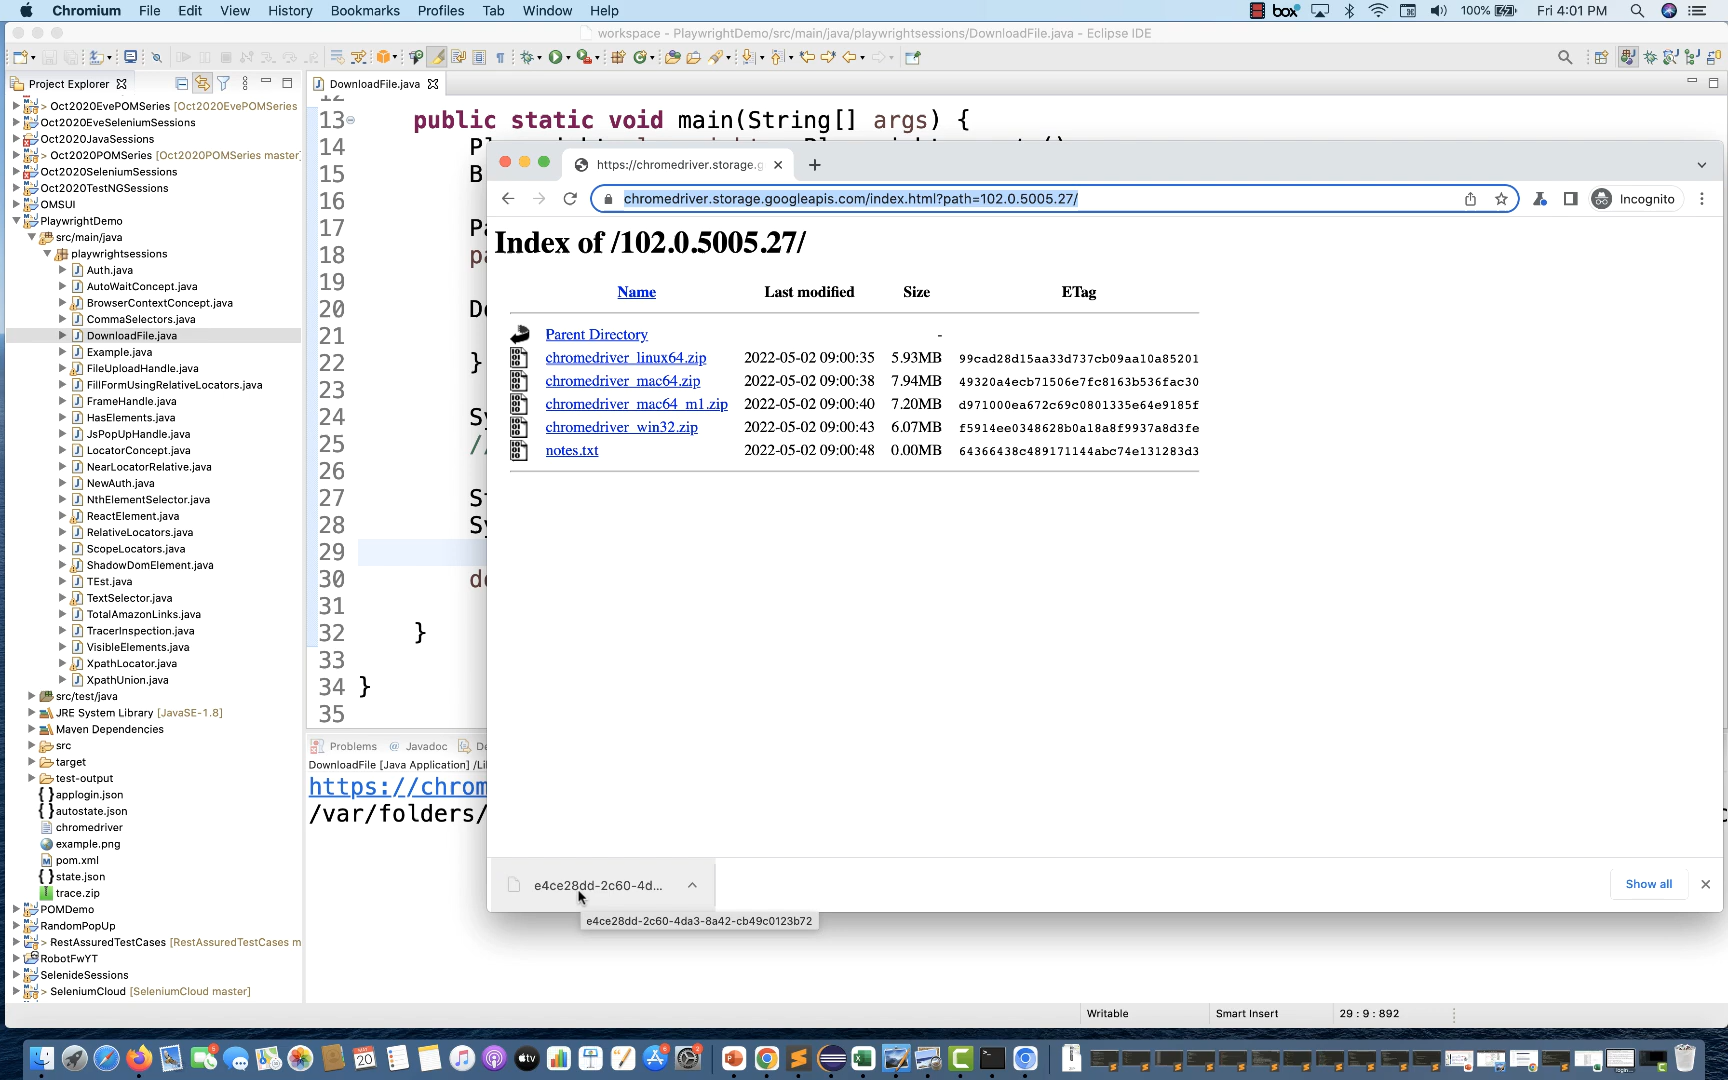 Chromium File Edit View History Bookmarks Profiles Tab Window Help
box 100% Fri 4:01 PM
workspace - PlaywrightDemo/src/main/java/playwrightsessions/DownloadFile.java - Eclipse IDE
Project Explorer
DownloadFile.java
> Oct2020EvePOMSeries [Oct2020EvePOMSeries
Oct2020EveSeleniumSessions
Oct2020JavaSessions
> Oct2020POMSeries [Oct2020POMSeries master]
Oct2020SeleniumSessions
Oct2020TestNGSessions
OMSUI
PlaywrightDemo
src/main/java
playwrightsessions
Auth.java
AutoWaitConcept.java
BrowserContextConcept.java
CommaSelectors.java
DownloadFile.java
Example.java
FileUploadHandle.java
FillFormUsingRelativeLocators.java
FrameHandle.java
HasElements.java
JsPopUpHandle.java
LocatorConcept.java
NearLocatorRelative.java
NewAuth.java
NthElementSelector.java
ReactElement.java
RelativeLocators.java
ScopeLocators.java
ShadowDomElement.java
TEst.java
TextSelector.java
TotalAmazonLinks.java
TracerInspection.java
VisibleElements.java
XpathLocator.java
XpathUnion.java
src/test/java
JRE System Library [JavaSE-1.8]
Maven Dependencies
src
target
test-output
applogin.json
autostate.json
chromedriver
example.png
pom.xml
state.json
trace.zip
POMDemo
RandomPopUp
> RestAssuredTestCases [RestAssuredTestCases m
RobotFwYT
SelenideSessions
> SeleniumCloud [SeleniumCloud master]
12
13 public static void main(String[] args) {
14
15 B
16
17 Pa
18 pa
19
20 Do
21
22 }
23
24 Sy
25 //
26
27 St
28 Sy
29
30 do
31
32 }
33
34 }
35
https://chromedriver.storage.g
chromedriver.storage.googleapis.com/index.html?path=102.0.5005.27/
Incognito
Index of /102.0.5005.27/
Name Last modified Size ETag
Parent Directory -
chromedriver_linux64.zip 2022-05-02 09:00:35 5.93MB 99cad28d15aa33d737cb09aa10a85201
chromedriver_mac64.zip 2022-05-02 09:00:38 7.94MB 49320a4ecb71506e7fc8163b536fac30
chromedriver_mac64_m1.zip 2022-05-02 09:00:40 7.20MB d971000ea672c69c0801335e64e9185f
chromedriver_win32.zip 2022-05-02 09:00:43 6.07MB f5914ee0348628b0a18a8f9937a8d3fe
notes.txt 2022-05-02 09:00:48 0.00MB 64366438c489171144abc74e131283d3
e4ce28dd-2c60-4d...
Show all
e4ce28dd-2c60-4da3-8a42-cb49c0123b72
Problems @ Javadoc De
DownloadFile [Java Application] /Li
https://chrom
/var/folders/
Writable Smart Insert 29 : 9 : 892